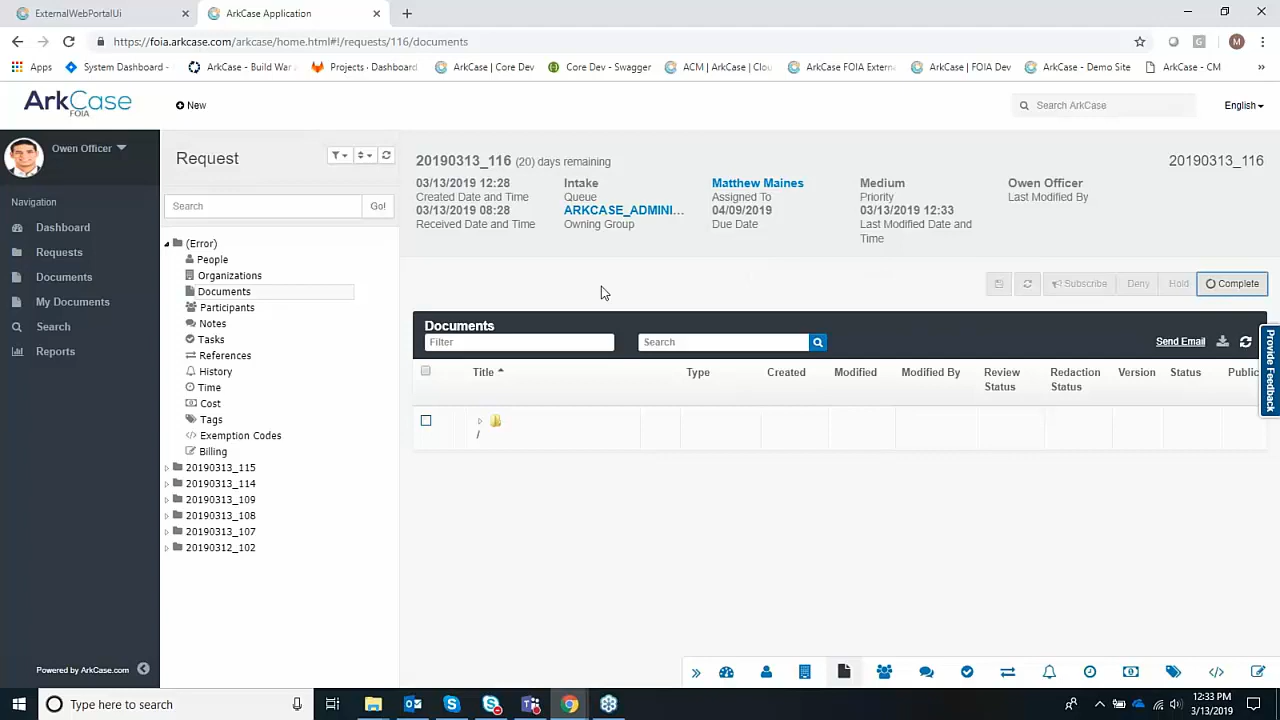 ExternalWebPortalUi
ArkCase Application
https://foia.arkcase.com/arkcase/home.html#!/requests/116/documents
M
Apps
System Dashboard -
ArkCase - Build War
Projects · Dashboard
ArkCase | Core Dev
Core Dev - Swagger
ACM | ArkCase | Clou
ArkCase FOIA Extern
ArkCase | FOIA Dev
ArkCase - Demo Site
ArkCase - CM
»
ArkCase
FOIA
New
Search ArkCase
English
Owen Officer
Navigation
Dashboard
Requests
Documents
My Documents
Search
Reports
Powered by ArkCase.com
Request
Search
Go!
(Error)
People
Organizations
Documents
Participants
Notes
Tasks
References
History
Time
Cost
Tags
Exemption Codes
Billing
20190313_115
20190313_114
20190313_109
20190313_108
20190313_107
20190312_102
20190313_116 (20) days remaining
20190313_116
03/13/2019 12:28
Created Date and Time
03/13/2019 08:28
Received Date and Time
Intake
Queue
ARKCASE_ADMINI...
Owning Group
Matthew Maines
Assigned To
04/09/2019
Due Date
Medium
Priority
03/13/2019 12:33
Last Modified Date and
Time
Owen Officer
Last Modified By
Subscribe
Deny
Hold
Complete
Documents
Filter
Search
Send Email
Title
Type
Created
Modified
Modified By
Review
Status
Redaction
Status
Version
Status
Public
/
Provide Feedback
Type here to search
12:33 PM
3/13/2019